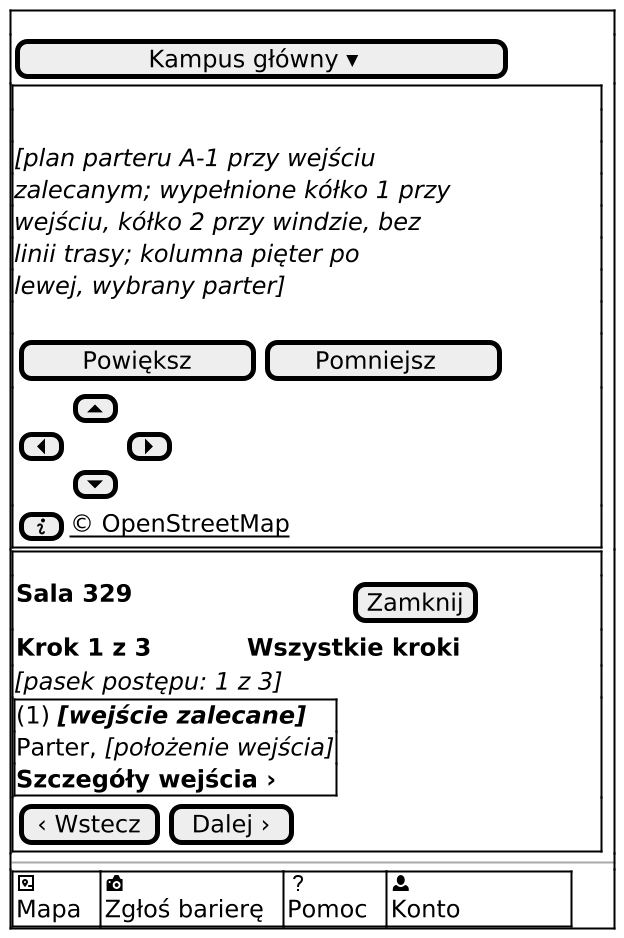 Kampus główny ▾
[plan parteru A-1 przy wejściu
zalecanym; wypełnione kółko 1 przy
wejściu, kółko 2 przy windzie, bez
linii trasy; kolumna pięter po
lewej, wybrany parter]
Powiększ Pomniejsz
i © OpenStreetMap
Sala 329 Zamknij
Krok 1 z 3 Wszystkie kroki
[pasek postępu: 1 z 3]
(1) [wejście zalecane]
Parter, [położenie wejścia]
Szczegóły wejścia ›
‹ Wstecz Dalej ›
?
Mapa Zgłoś barierę Pomoc Konto